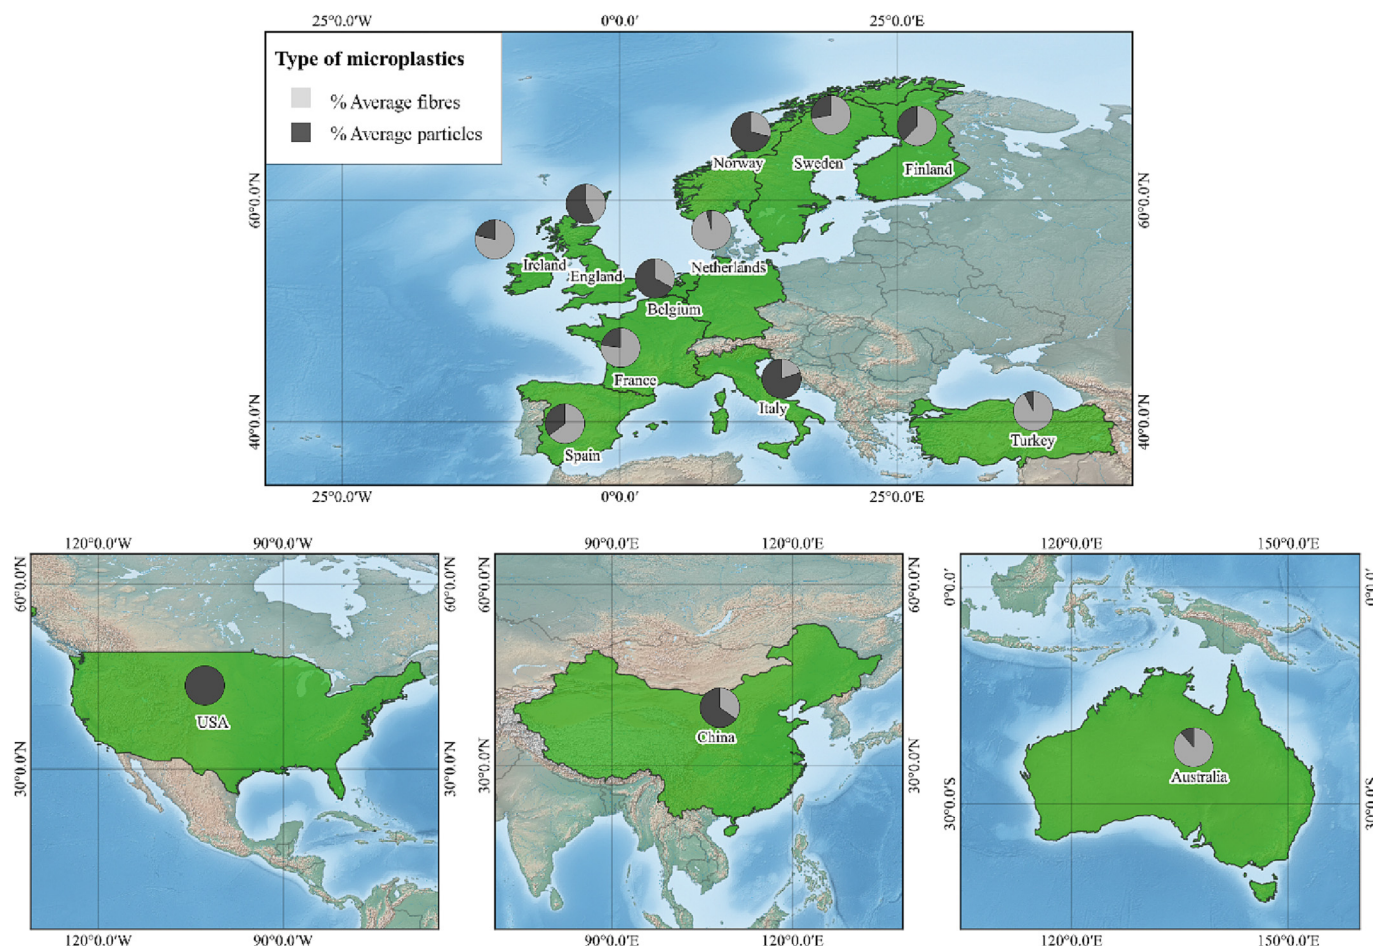 25°0.0′W 0°0.0′ 25°0.0′E
Type of microplastics
% Average fibres
% Average particles
Norway Sweden Finland
60°0.0′N 60°0.0′N
Ireland England Netherlands
Belgium
France
Italy
40°0.0′N 40°0.0′N
Spain Turkey
25°0.0′W 0°0.0′ 25°0.0′E
120°0.0′W 90°0.0′W 90°0.0′E 120°0.0′E 120°0.0′E 150°0.0′E
60°0.0′N 60°0.0′N 60°0.0′N 60°0.0′N 0°0.0′ 0°0.0′
USA China Australia
30°0.0′N 30°0.0′N 30°0.0′N 30°0.0′N 30°0.0′S 30°0.0′S
120°0.0′W 90°0.0′W 90°0.0′E 120°0.0′E 120°0.0′E 150°0.0′E